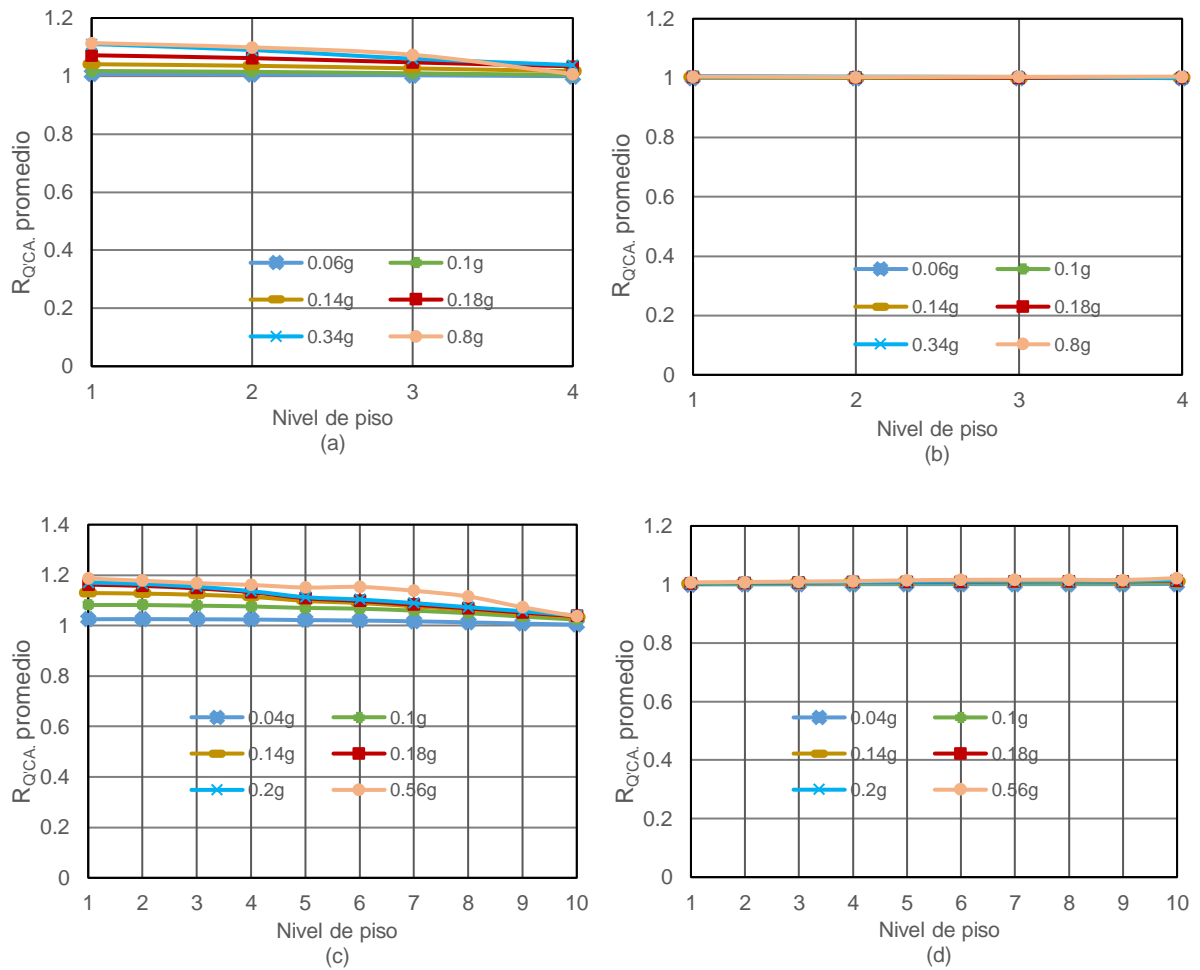 1.2
1
0.8
0.6
0.4
0.2
0
R_Q'CA. promedio
0.06g 0.1g
0.14g 0.18g
0.34g 0.8g
1 2 3 4
Nivel de piso
(a)
1.2
1
0.8
0.6
0.4
0.2
0
R_Q'CA. promedio
0.06g 0.1g
0.14g 0.18g
0.34g 0.8g
1 2 3 4
Nivel de piso
(b)
1.4
1.2
1
0.8
0.6
0.4
0.2
0
R_Q'CA. promedio
0.04g 0.1g
0.14g 0.18g
0.2g 0.56g
1 2 3 4 5 6 7 8 9 10
Nivel de piso
(c)
1.2
1
0.8
0.6
0.4
0.2
0
R_Q'CA. promedio
0.04g 0.1g
0.14g 0.18g
0.2g 0.56g
1 2 3 4 5 6 7 8 9 10
Nivel de piso
(d)